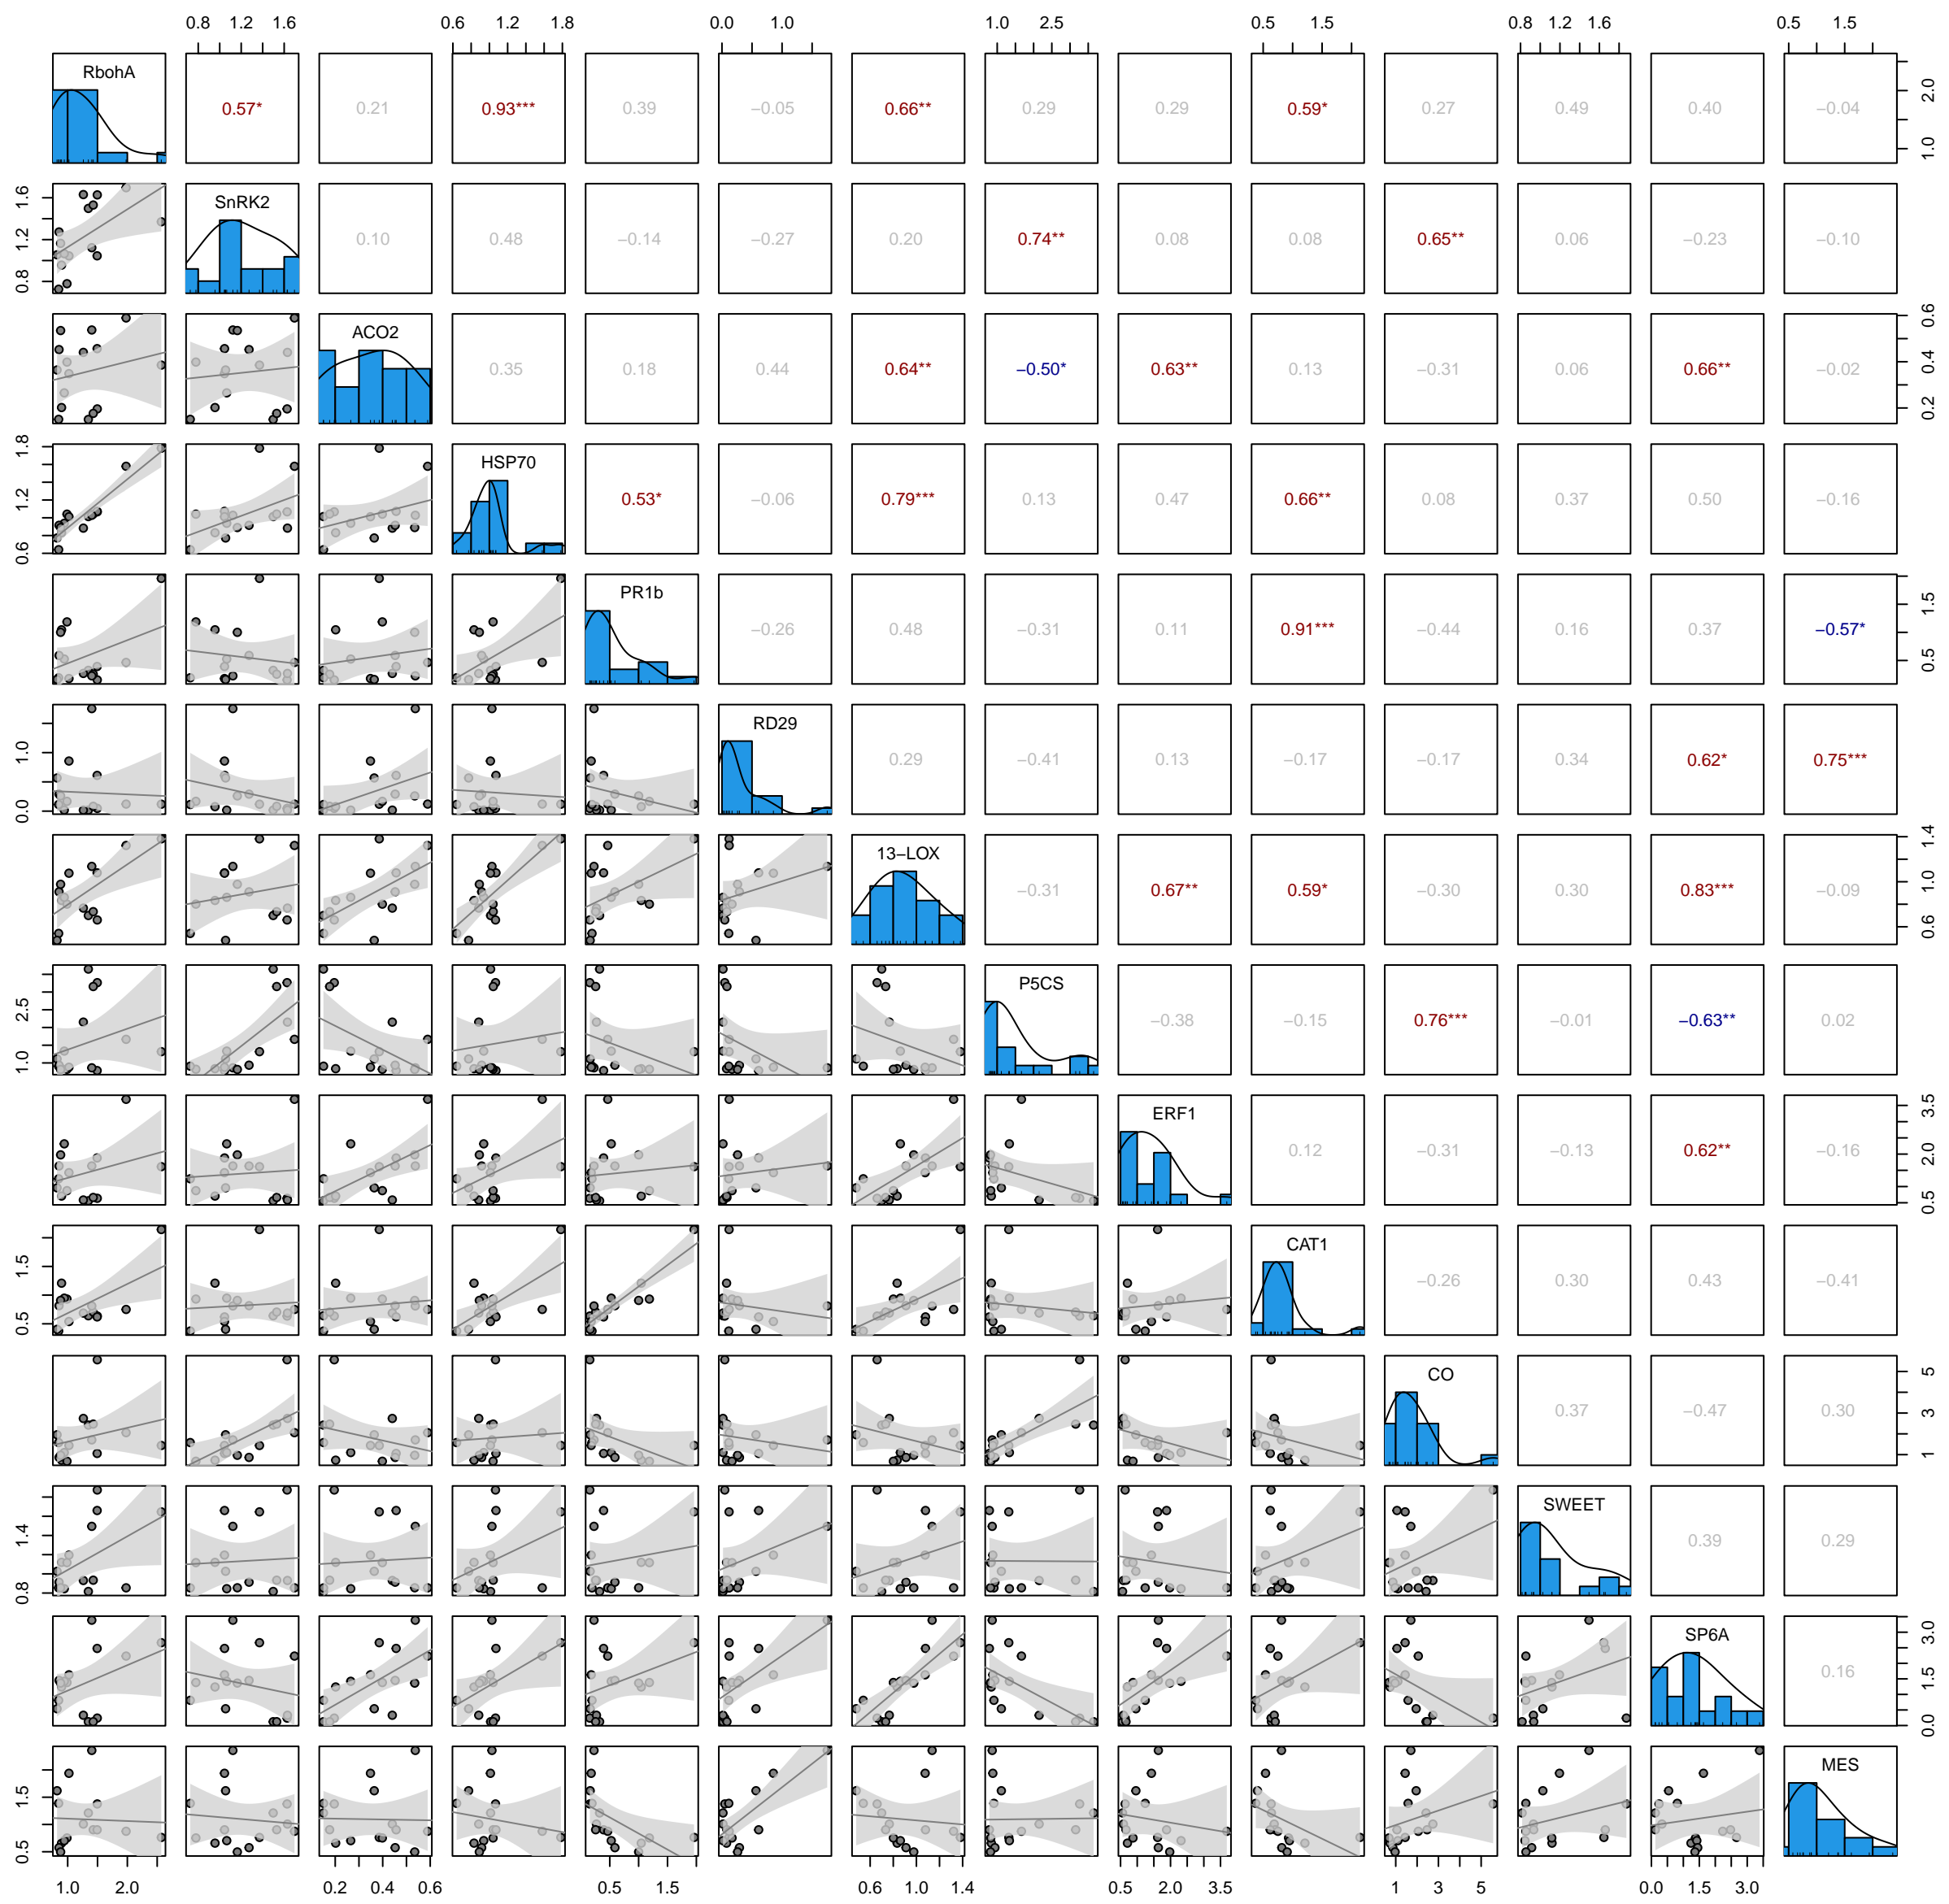 0.8 1.2 1.6 0.6 1.2 1.8 0.0 1.0 1.0 2.5 0.5 1.5 0.8 1.2 1.6 0.5 1.5
RbohA 0.57* 0.21 0.93*** 0.39 −0.05 0.66** 0.29 0.29 0.59* 0.27 0.49 0.40 −0.04 1.0 2.0
0.8 1.2 1.6 SnRK2 0.10 0.48 −0.14 −0.27 0.20 0.74** 0.08 0.08 0.65** 0.06 −0.23 −0.10
ACO2 0.35 0.18 0.44 0.64** −0.50* 0.63** 0.13 −0.31 0.06 0.66** −0.02 0.2 0.4 0.6
0.6 1.2 1.8 HSP70 0.53* −0.06 0.79*** 0.13 0.47 0.66** 0.08 0.37 0.50 −0.16
PR1b −0.26 0.48 −0.31 0.11 0.91*** −0.44 0.16 0.37 −0.57* 0.5 1.5
0.0 1.0 RD29 0.29 −0.41 0.13 −0.17 −0.17 0.34 0.62* 0.75***
13−LOX −0.31 0.67** 0.59* −0.30 0.30 0.83*** −0.09 0.6 1.0 1.4
1.0 2.5 P5CS −0.38 −0.15 0.76*** −0.01 −0.63** 0.02
ERF1 0.12 −0.31 −0.13 0.62** −0.16 0.5 2.0 3.5
0.5 1.5 CAT1 −0.26 0.30 0.43 −0.41
CO 0.37 −0.47 0.30 1 3 5
0.8 1.4 SWEET 0.39 0.29
SP6A 0.16 0.0 1.5 3.0
0.5 1.5 MES
1.0 2.0 0.2 0.4 0.6 0.5 1.5 0.6 1.0 1.4 0.5 2.0 3.5 1 3 5 0.0 1.5 3.0